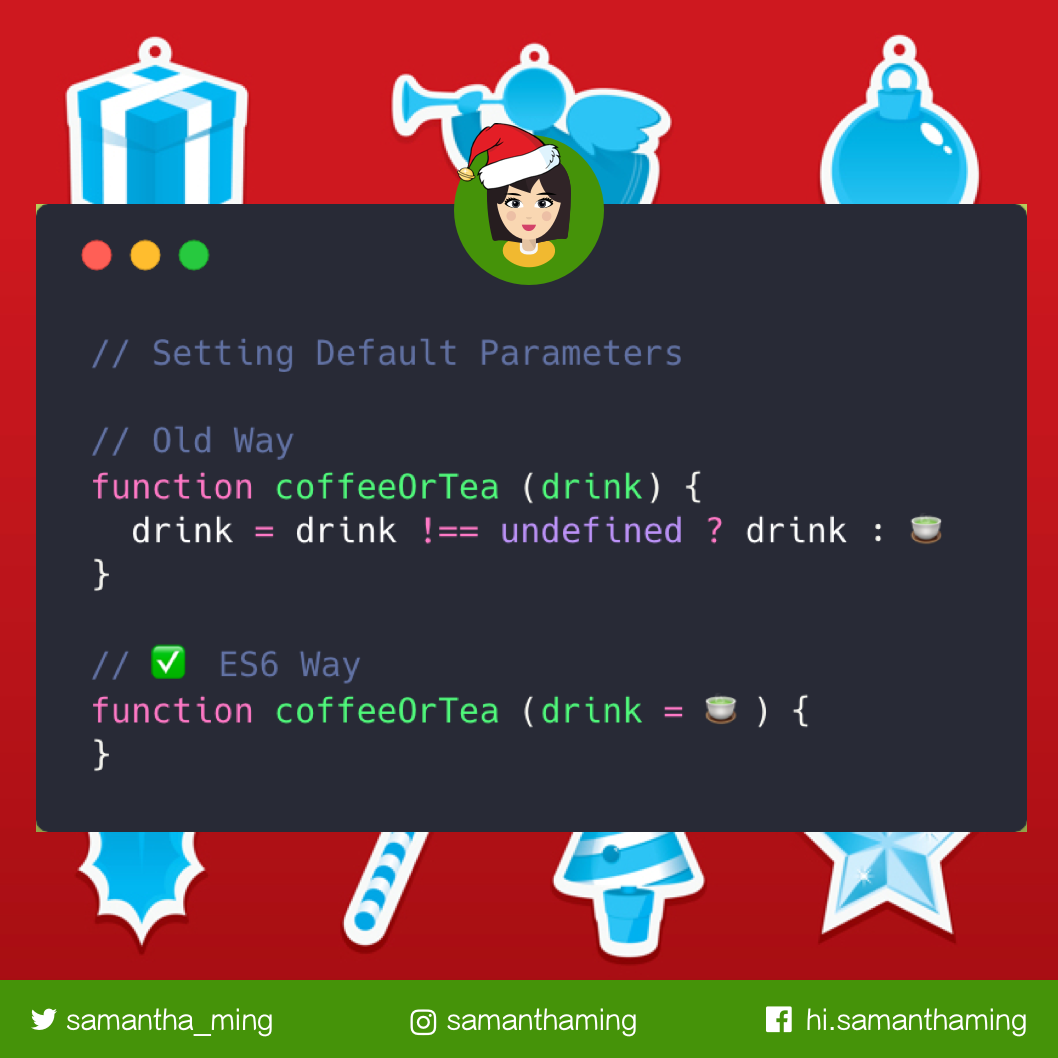 // Setting Default Parameters
// Old Way
function coffeeOrTea (drink) {
  drink = drink !== undefined ? drink : 🍵
}
// ✅ ES6 Way
function coffeeOrTea (drink = 🍵 ) {
}
samantha_ming
samanthaming
hi.samanthaming